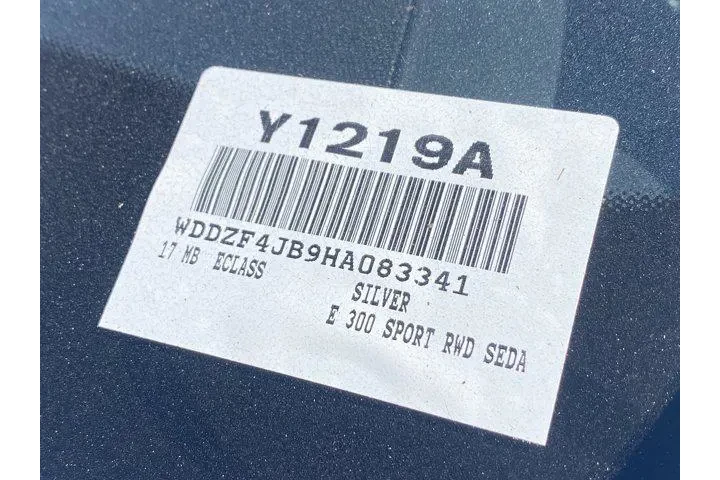 Y1219A
WDDZF4JB9HA083341
17 MB ECLASS SILVER
E 300 SPORT RWD SEDA